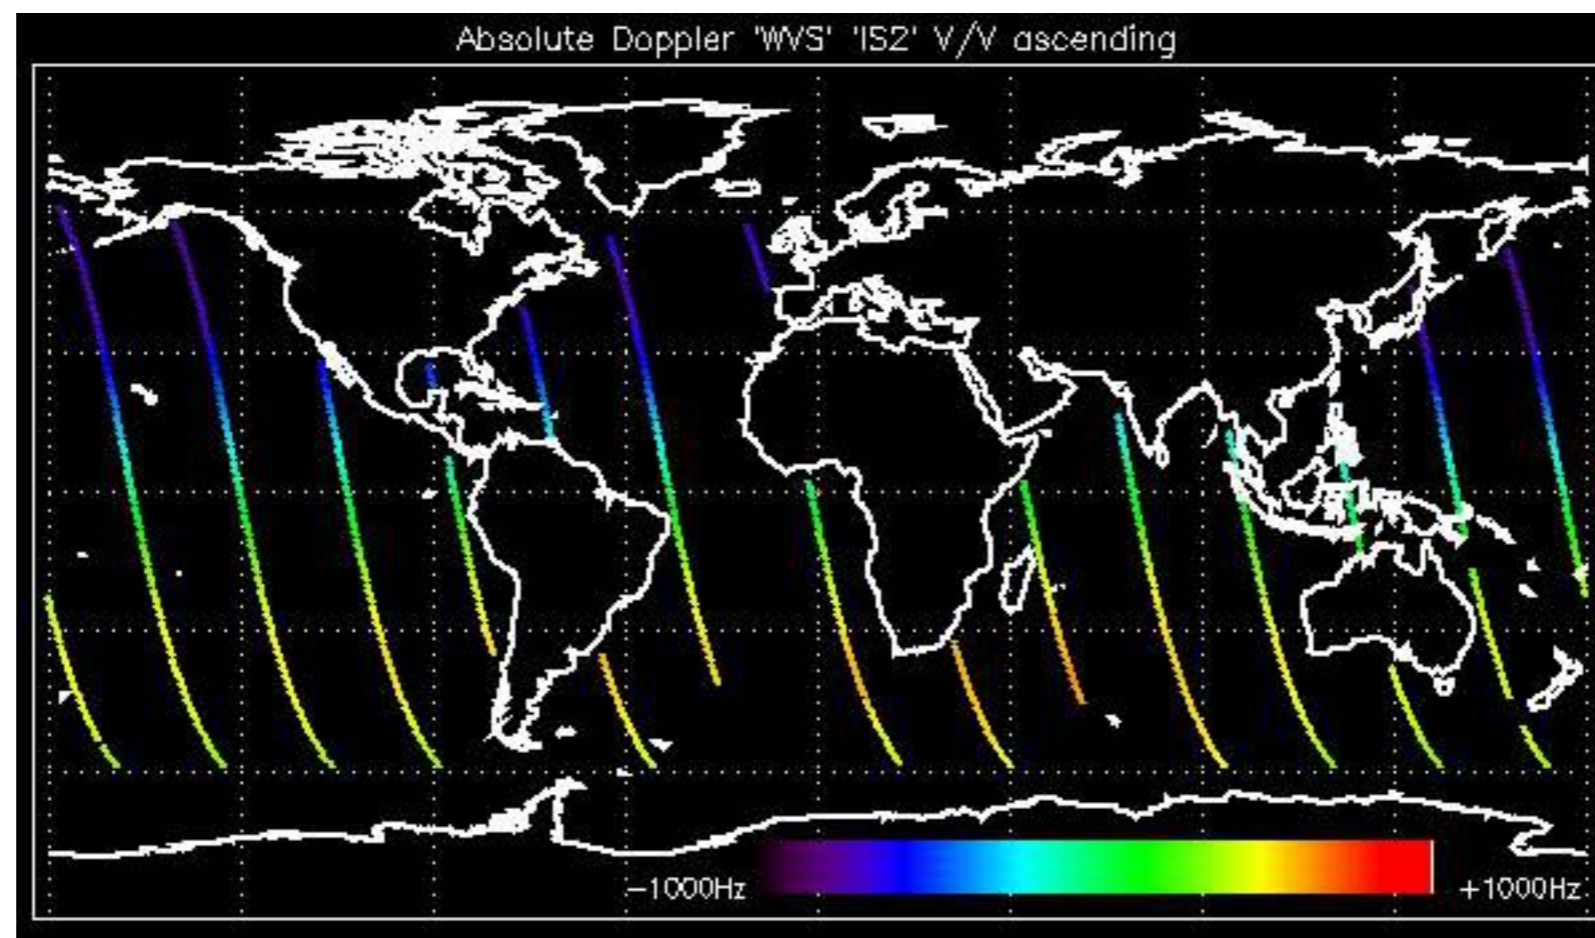 Absolute Doppler 'WVS' 'IS2' V/V ascending
−1000Hz +1000Hz